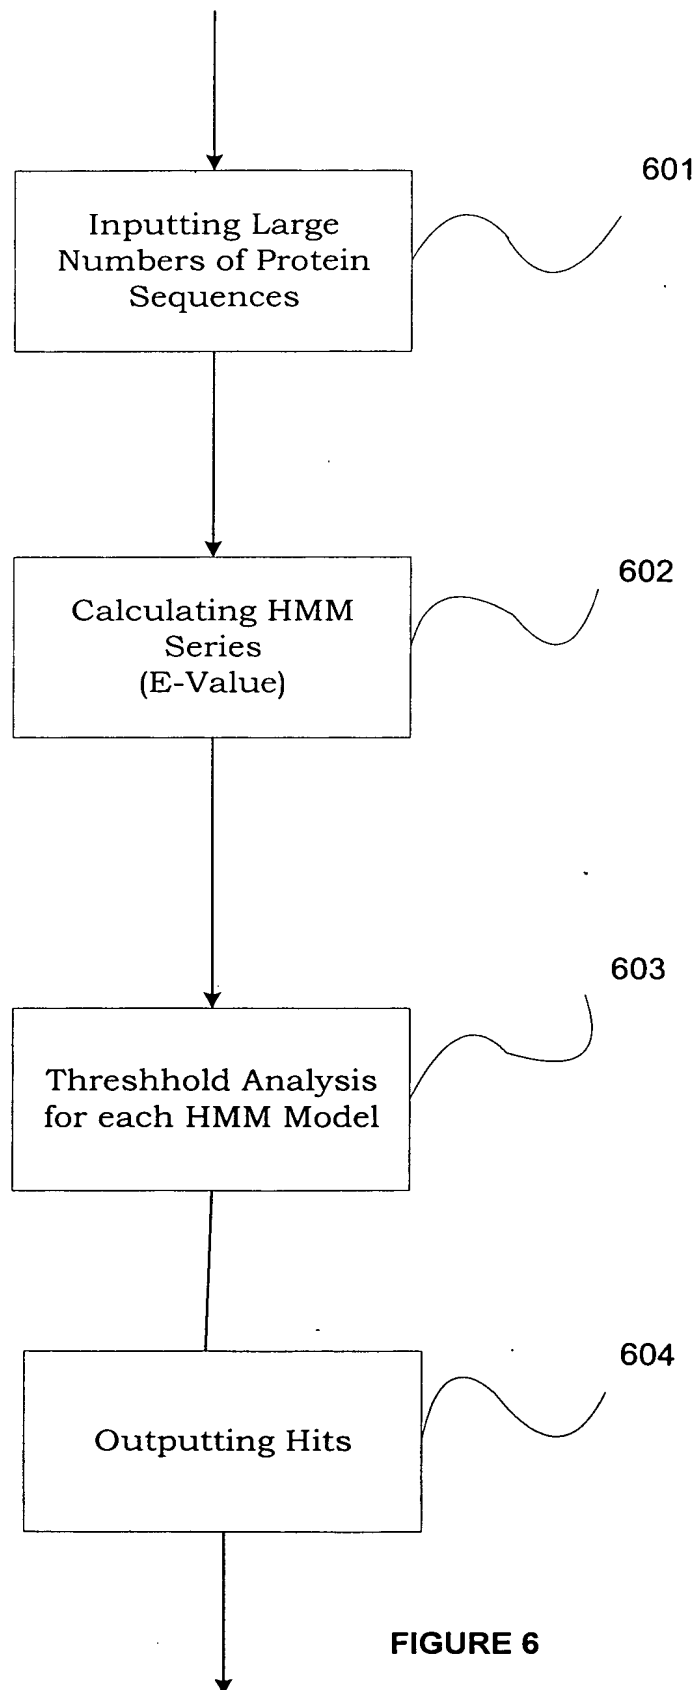 601
Inputting Large
Numbers of Protein
Sequences
602
Calculating HMM
Series
(E-Value)
603
Threshhold Analysis
for each HMM Model
604
Outputting Hits
FIGURE 6